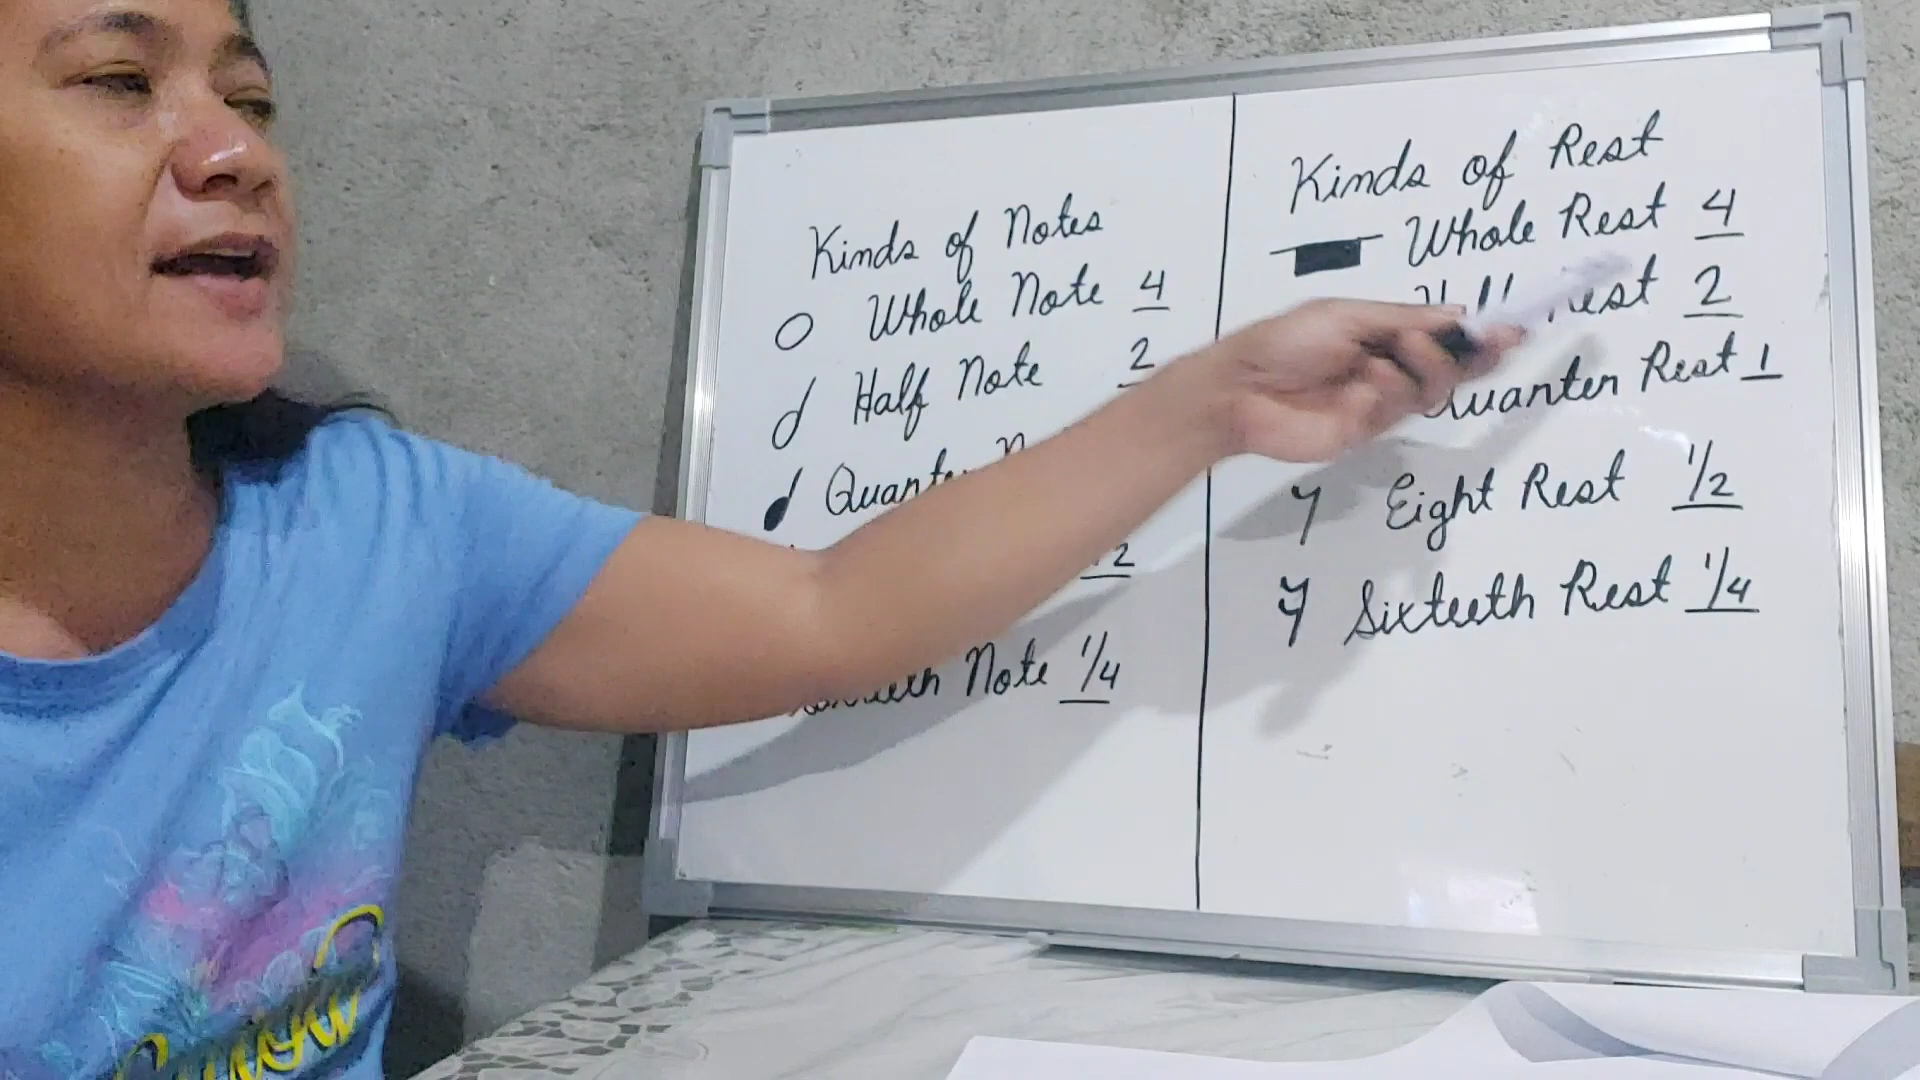 Kinds of Notes
Whole Note 4
Half Note 2
Note 1/4
Kinds of Rest
Whole Rest 4
Rest 2
Quarter Rest 1
Eight Rest 1/2
Sixteeth Rest 1/4